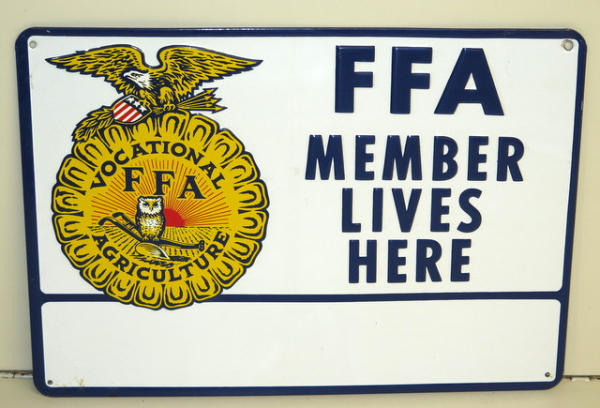 VOCATIONAL
FFA
AGRICULTURE
FFA
MEMBER
LIVES
HERE